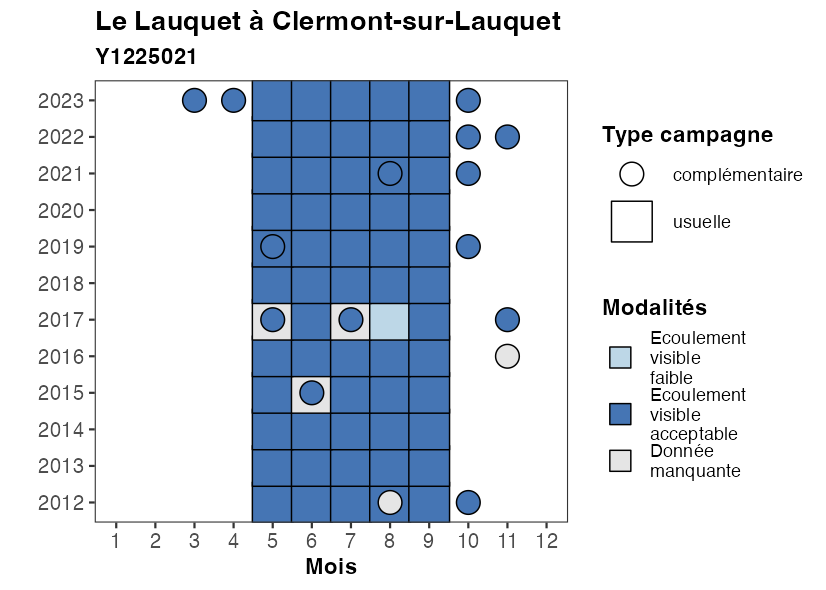 Le Lauquet à Clermont-sur-Lauquet
Y1225021
2023
2022
2021
2020
2019
2018
2017
2016
2015
2014
2013
2012
1 2 3 4 5 6 7 8 9 10 11 12
Mois
Type campagne
complémentaire
usuelle
Modalités
Ecoulement
visible
faible
Ecoulement
visible
acceptable
Donnée
manquante